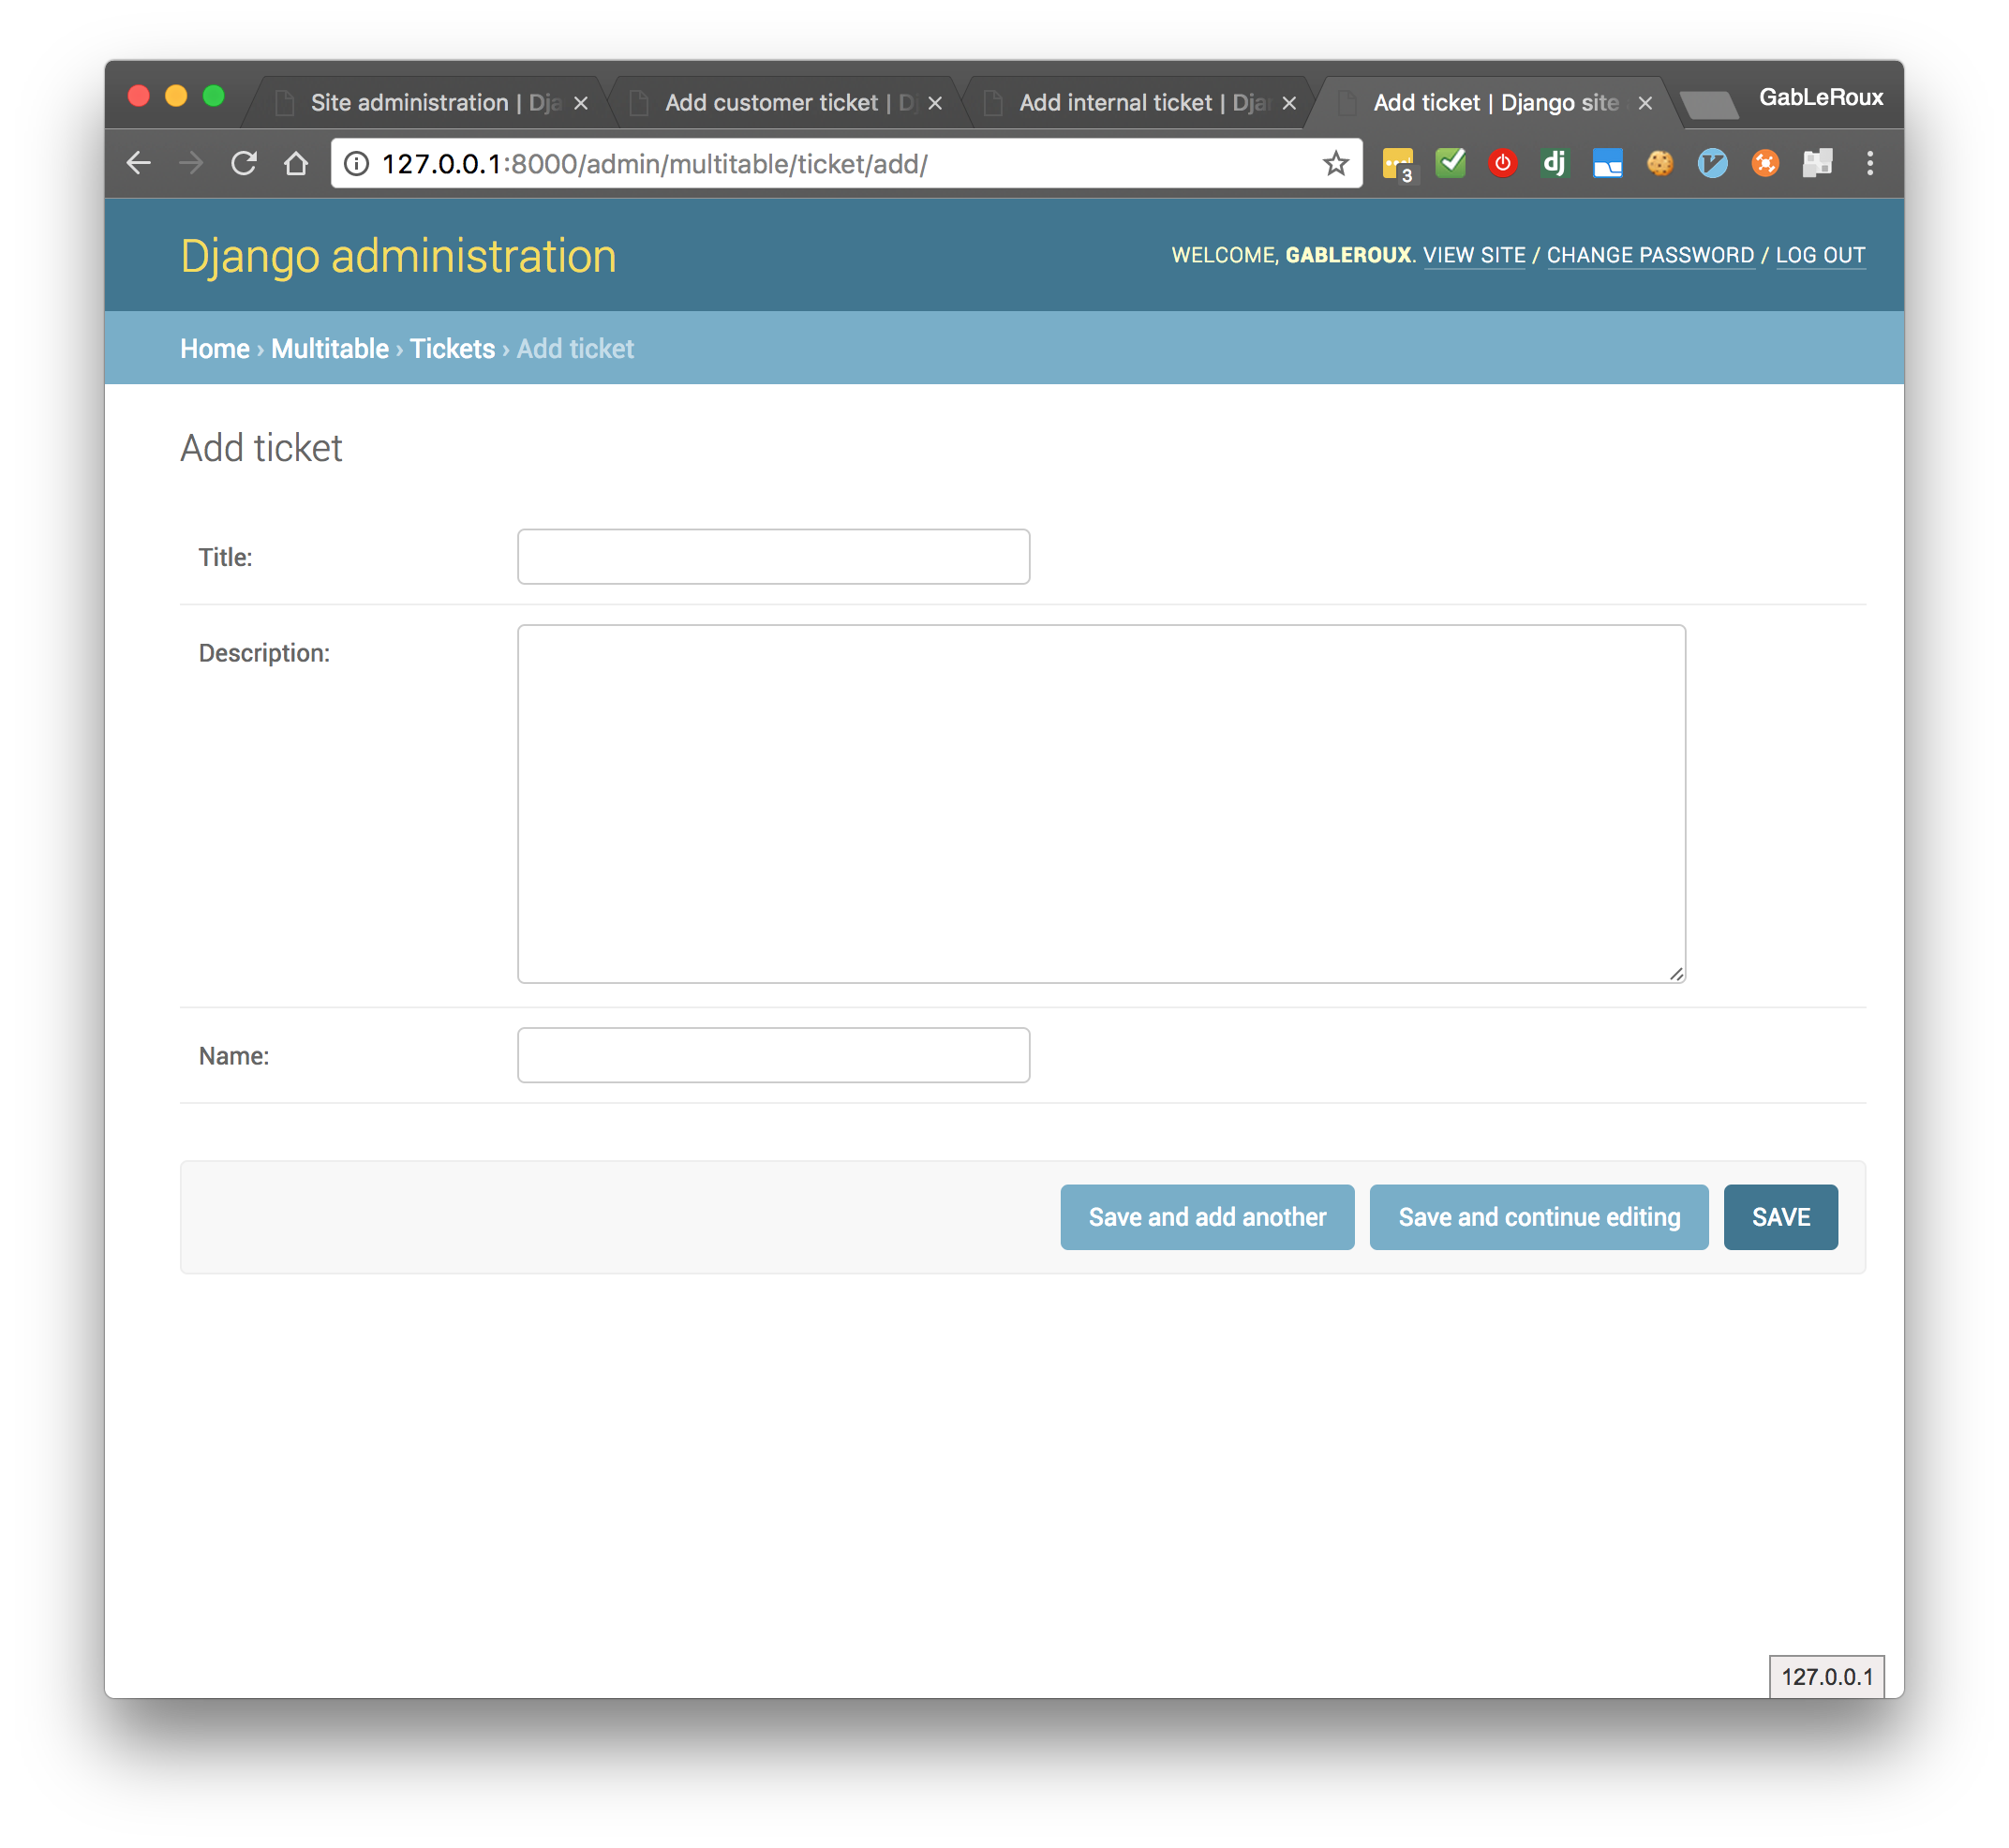 Site administration | Dja
Add customer ticket | D
Add internal ticket | Djan
Add ticket | Django site
GabLeRoux
127.0.0.1:8000/admin/multitable/ticket/add/
3
dj
Django administration
WELCOME, GABLEROUX. VIEW SITE / CHANGE PASSWORD / LOG OUT
Home › Multitable › Tickets › Add ticket
Add ticket
Title:
Description:
Name:
Save and add another
Save and continue editing
SAVE
127.0.0.1